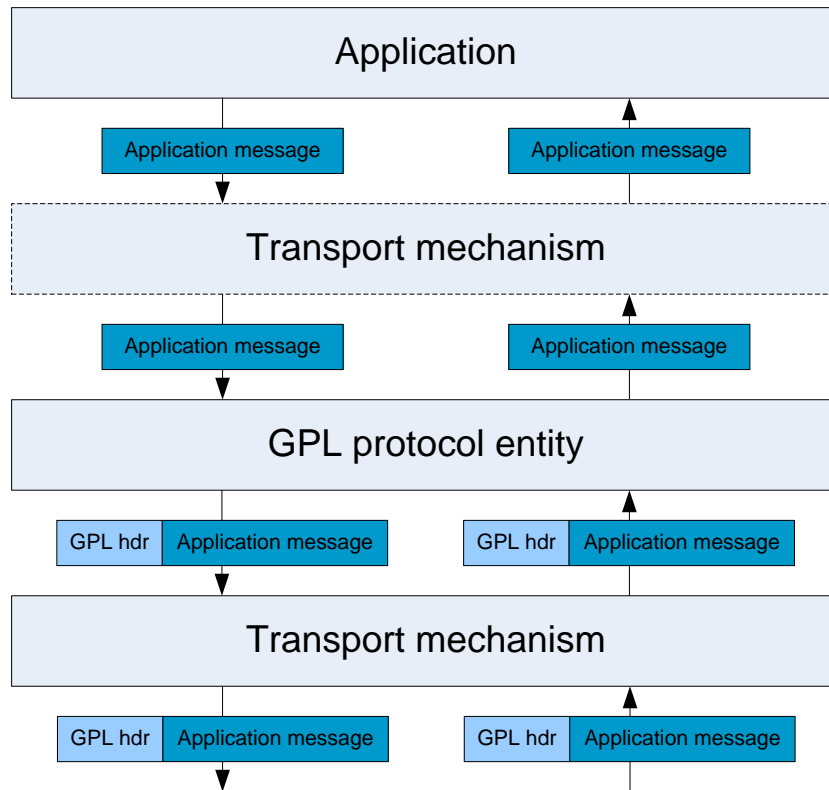 Application
Application message
Application message
Transport mechanism
Application message
Application message
GPL protocol entity
GPL hdr Application message
GPL hdr Application message
Transport mechanism
GPL hdr Application message
GPL hdr Application message